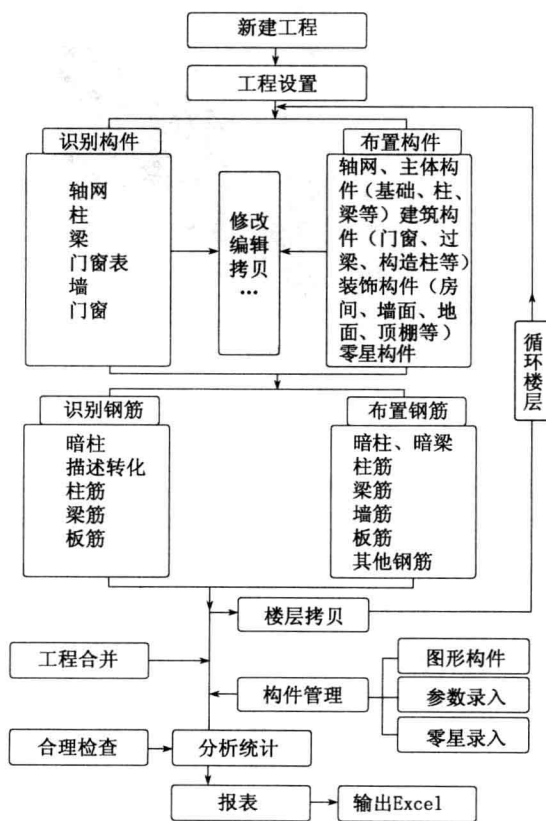 新建工程
工程设置
识别构件
轴网
柱
梁
门窗表
墙
门窗
修改
编辑
拷贝
…
布置构件
轴网、主体构
件（基础、柱、
梁等）建筑构
件（门窗、过
梁、构造柱等）
装饰构件（房
间、墙面、地
面、顶棚等）
零星构件
循环楼层
识别钢筋
暗柱
描述转化
柱筋
梁筋
板筋
布置钢筋
暗柱、暗梁
柱筋
梁筋
墙筋
板筋
其他钢筋
楼层拷贝
工程合并
构件管理
图形构件
参数录入
零星录入
合理检查
分析统计
报表
输出Excel